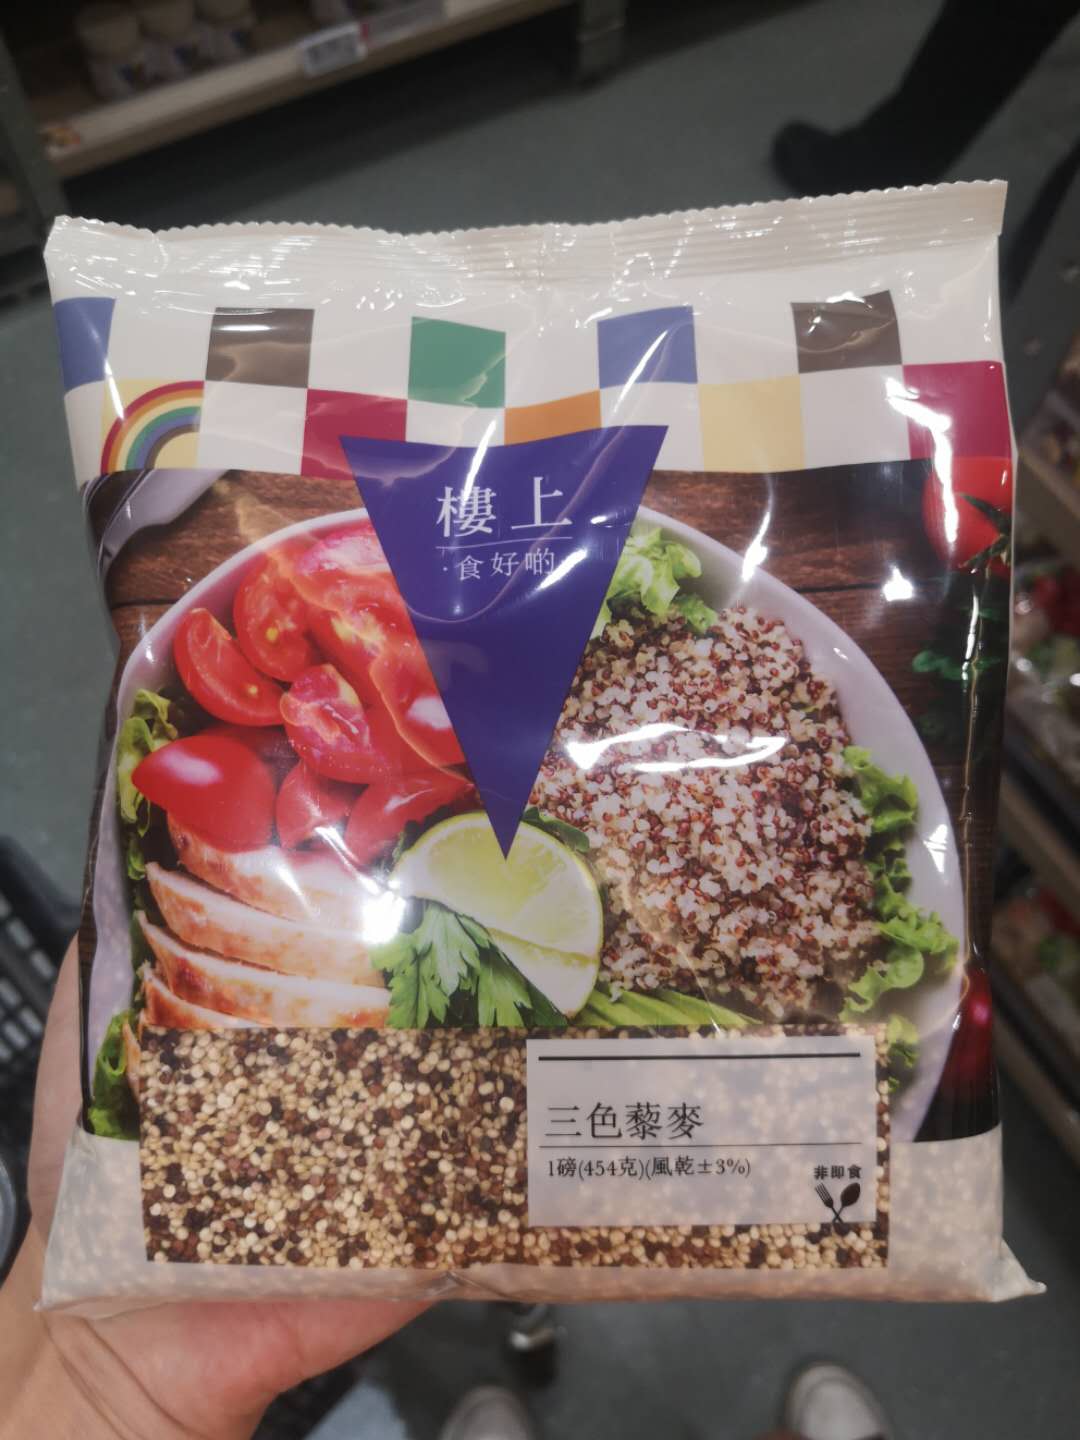 樓上
·食好啲·
三色藜麥
1磅(454克)(風乾±3%)
非即食